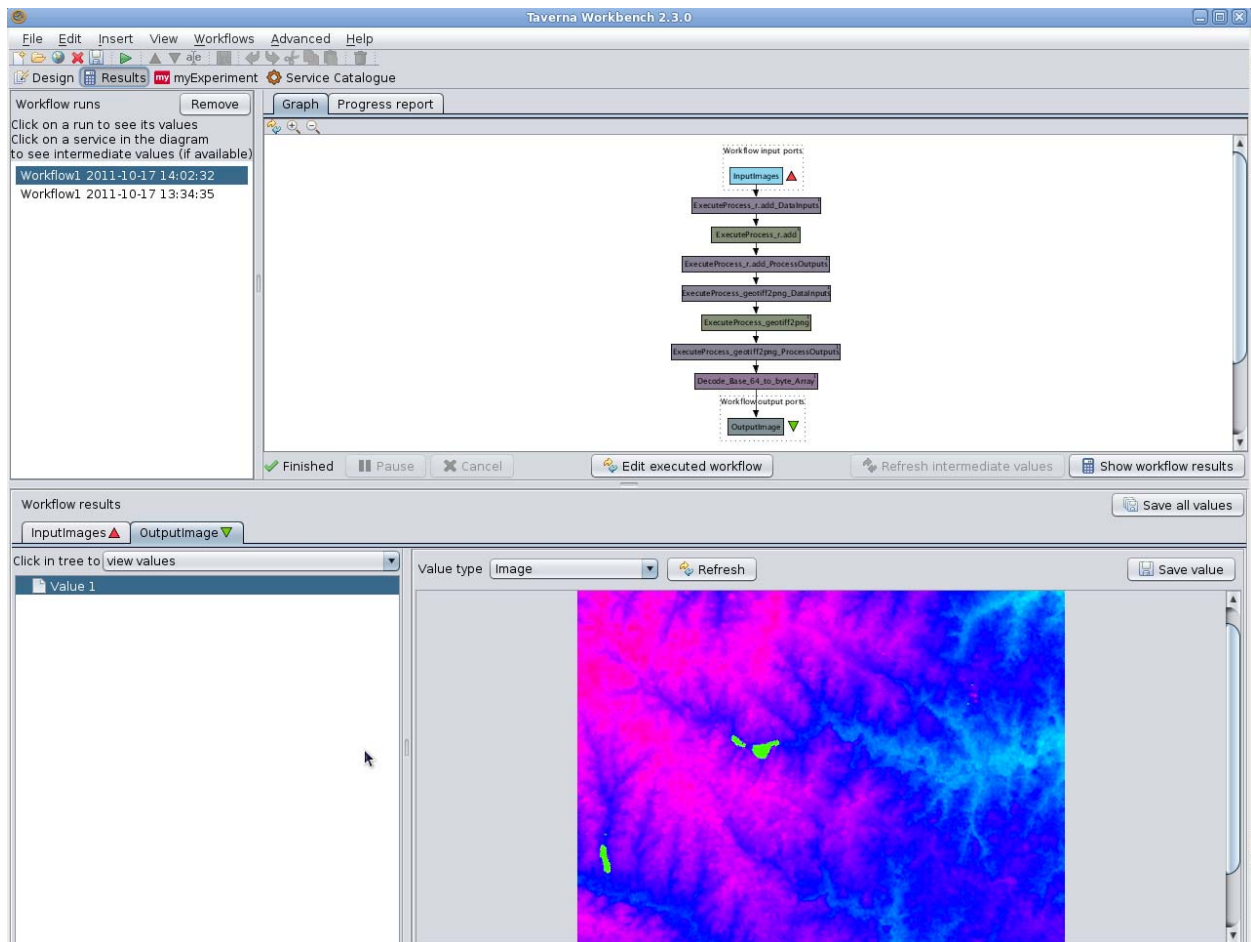 Taverna Workbench 2.3.0
File Edit Insert View Workflows Advanced Help
Design Results my myExperiment Service Catalogue
Workflow runs Remove
Click on a run to see its values
Click on a service in the diagram
to see intermediate values (if available)
Workflow1 2011-10-17 14:02:32
Workflow1 2011-10-17 13:34:35
Graph Progress report
Workflow input ports
InputImages
ExecuteProcess_r.add_DataInputs
ExecuteProcess_r.add
ExecuteProcess_r.add_ProcessOutputs
ExecuteProcess_geotiff2png_DataInputs
ExecuteProcess_geotiff2png
ExecuteProcess_geotiff2png_ProcessOutputs
Decode_Base_64_to_byte_Array
Workflow output ports
OutputImage
Finished Pause Cancel Edit executed workflow Refresh intermediate values Show workflow results
Workflow results
Save all values
InputImages OutputImage
Click in tree to view values
Value 1
Value type Image Refresh Save value